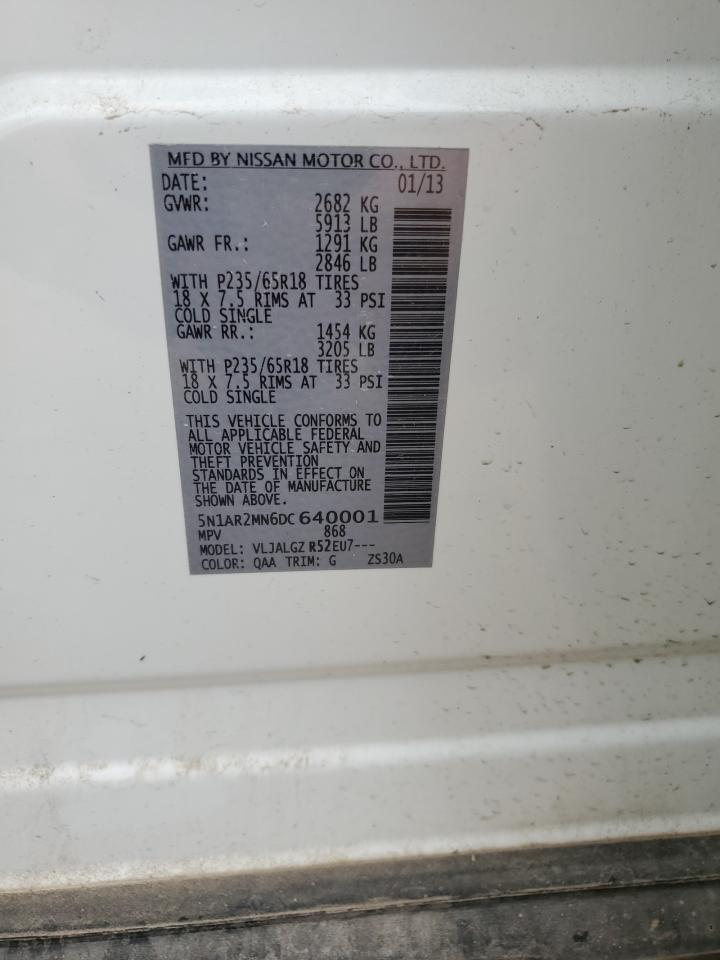 MFD BY NISSAN MOTOR CO., LTD.
DATE: 01/13
GVWR: 2682 KG
5913 LB
GAWR FR.: 1291 KG
2846 LB
WITH P235/65R18 TIRES
18 X 7.5 RIMS AT 33 PSI
COLD SINGLE
GAWR RR.: 1454 KG
3205 LB
WITH P235/65R18 TIRES
18 X 7.5 RIMS AT 33 PSI
COLD SINGLE
THIS VEHICLE CONFORMS TO
ALL APPLICABLE FEDERAL
MOTOR VEHICLE SAFETY AND
THEFT PREVENTION
STANDARDS IN EFFECT ON
THE DATE OF MANUFACTURE
SHOWN ABOVE.
5N1AR2MN6DC640001
MPV 868
MODEL: VLJALGZ R52EU7---
COLOR: QAA TRIM: G ZS30A